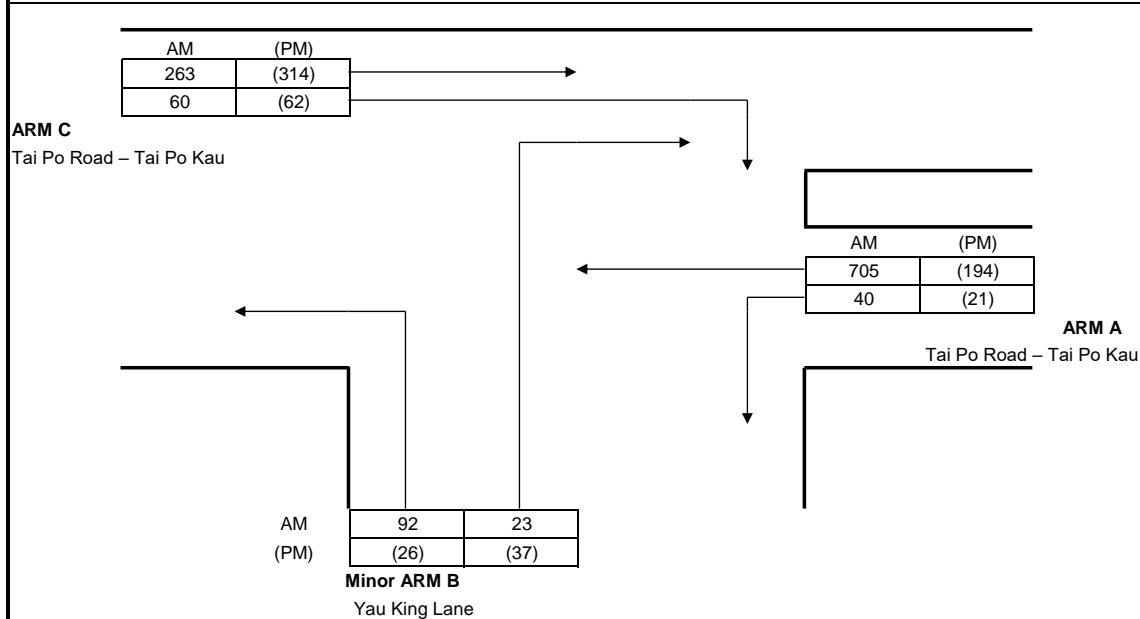 AM (PM)
263 (314)
60 (62)
ARM C
Tai Po Road – Tai Po Kau
AM (PM)
705 (194)
40 (21)
ARM A
Tai Po Road – Tai Po Kau
AM 92 23
(PM) (26) (37)
Minor ARM B
Yau King Lane